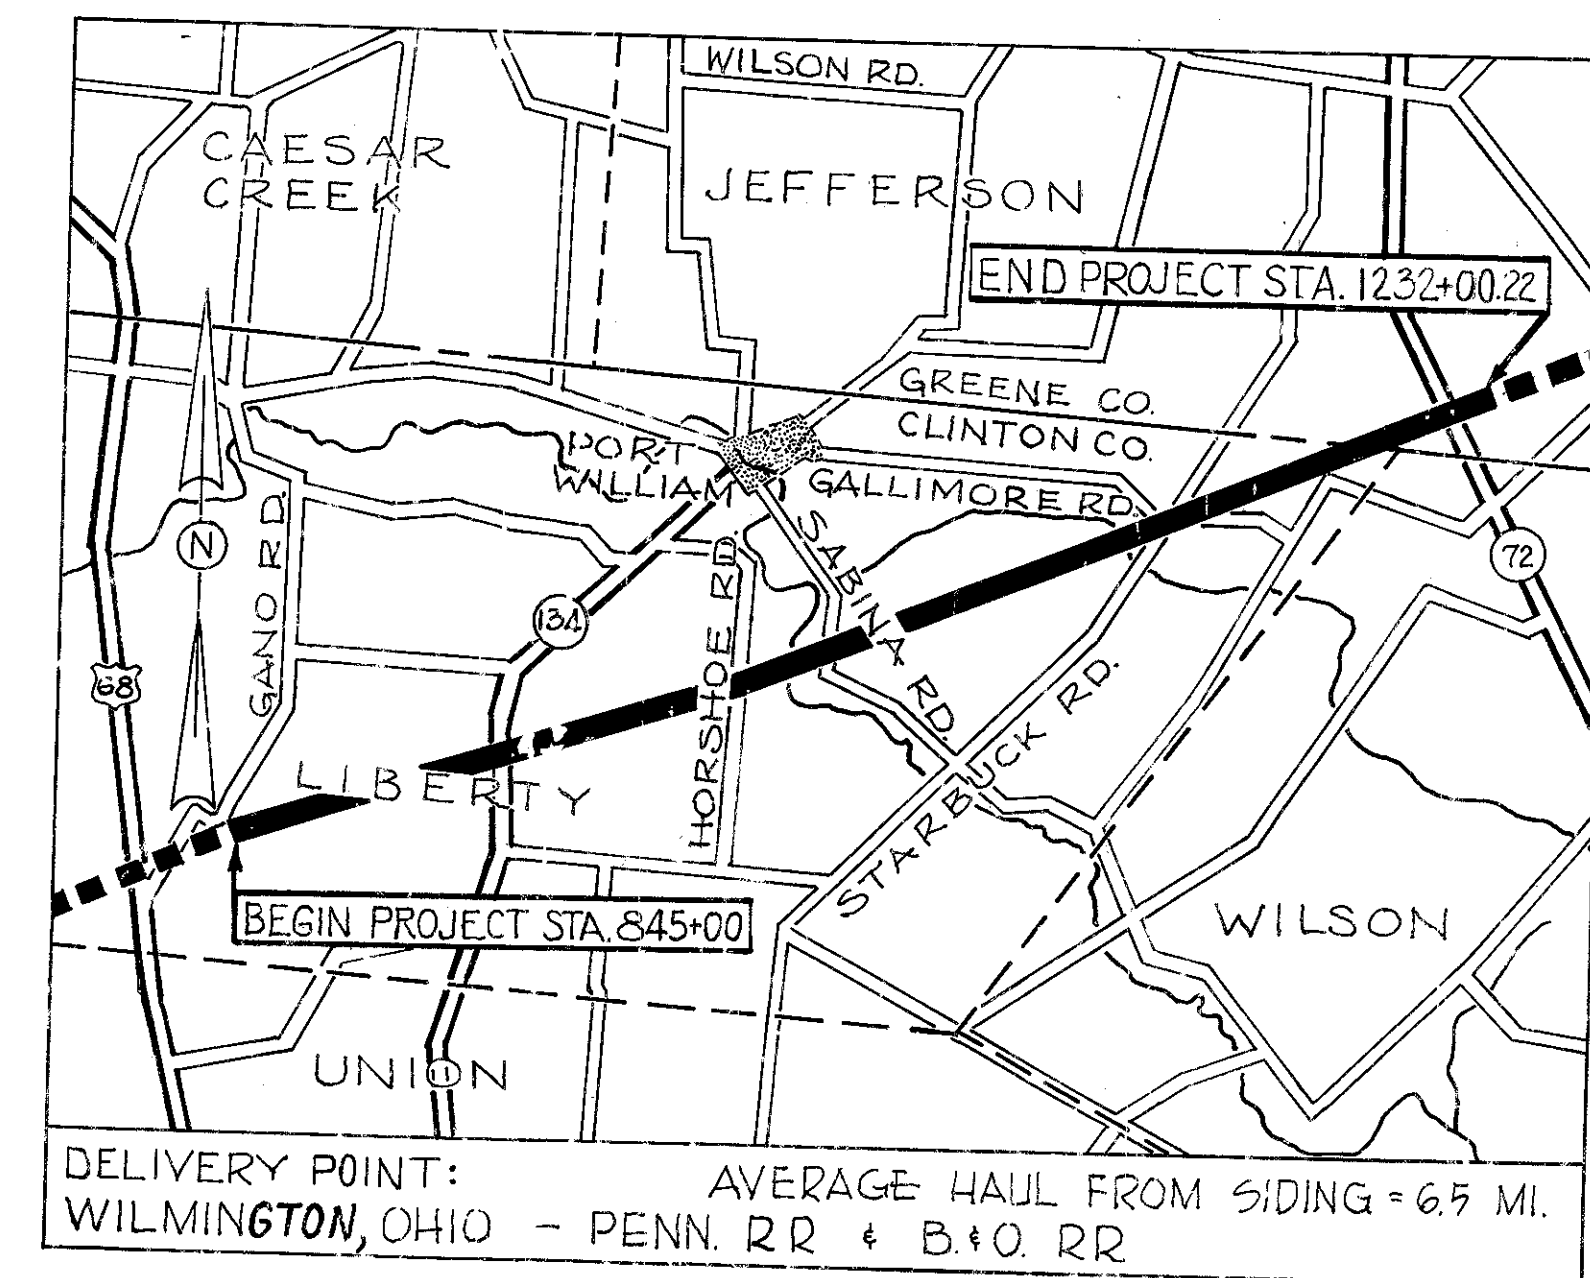 WILSON RD.
CAESAR
CREEK
JEFFERSON
END PROJECT STA. 1232+00.22
GREENE CO.
CLINTON CO.
PORT
WILLIAM
GALLIMORE RD.
SABINA RD.
N
GANO RD.
72
134
HORSHOE RD.
68
STARBUCK RD.
LIBERTY
BEGIN PROJECT STA. 845+00
WILSON
UNION
DELIVERY POINT:
WILMINGTON, OHIO - PENN. RR & B.&O. RR
AVERAGE HAUL FROM SIDING = 6.5 MI.